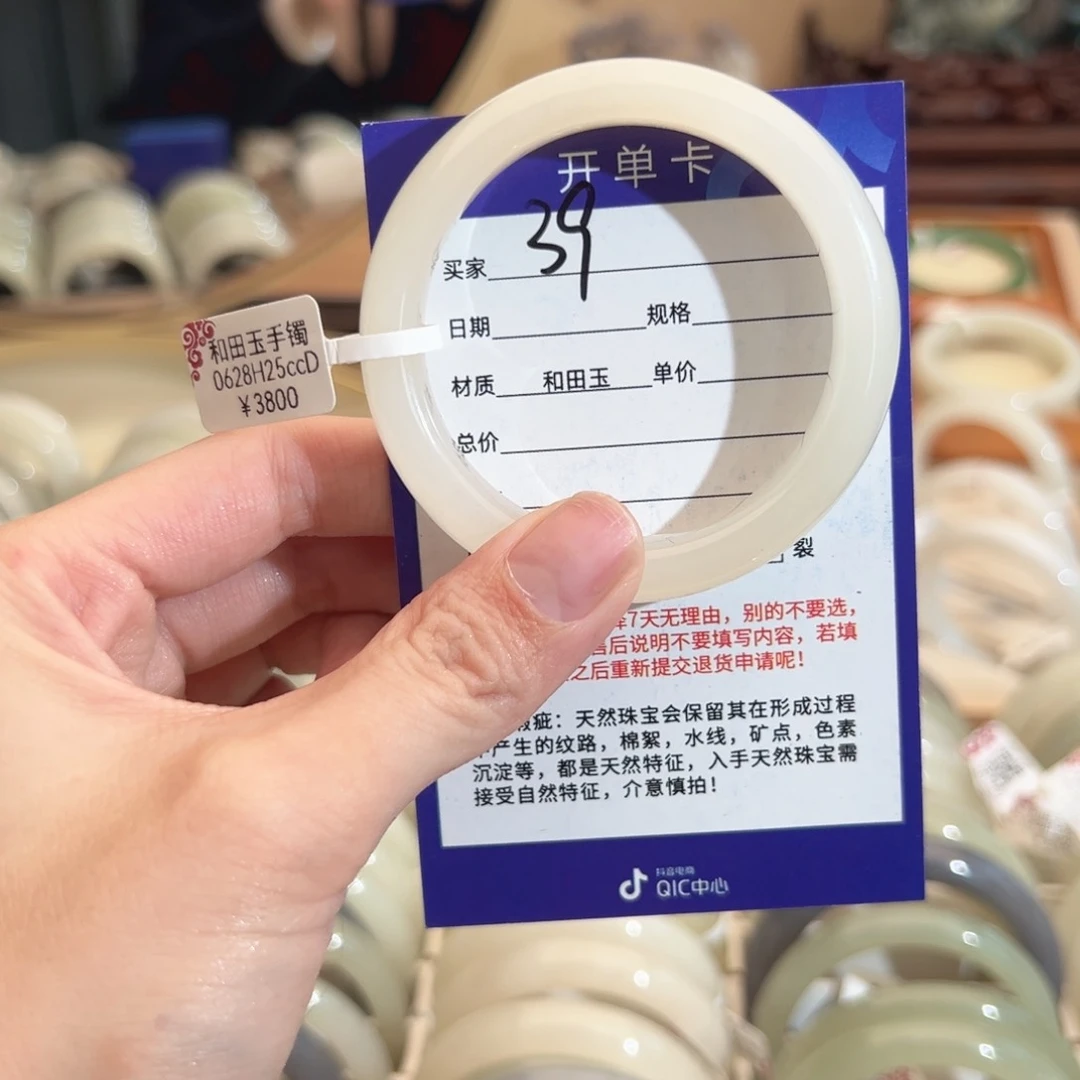 开单卡
39
买家
日期 规格
和田玉手镯
0628H25ccD
¥3800
材质 和田玉 单价
总价
裂
7天无理由，别的不要选，
后说明不要填写内容，若填
之后重新提交退货申请呢！
瑕疵：天然珠宝会保留其在形成过程
产生的纹路，棉絮，水线，矿点，色素
沉淀等，都是天然特征，入手天然珠宝需
接受自然特征，介意慎拍！
抖音电商
QIC中心